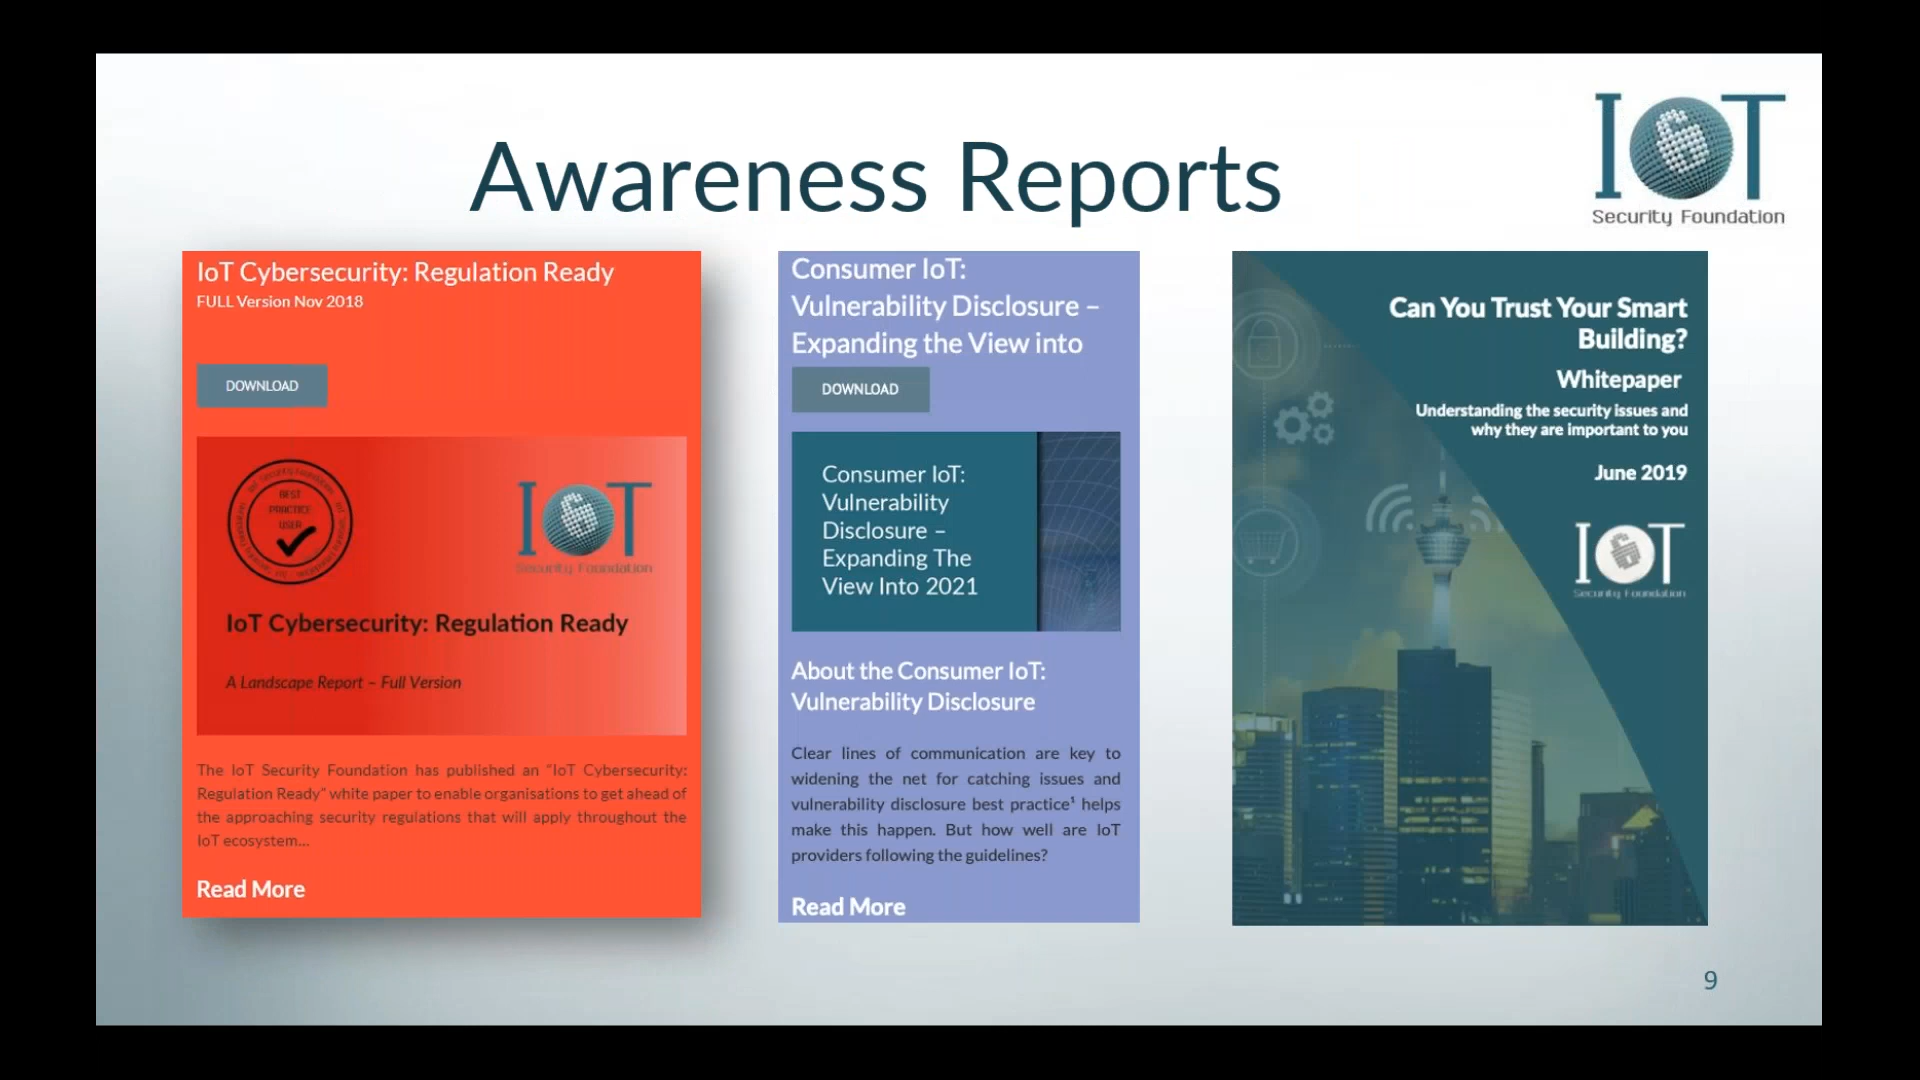 Awareness Reports
IOT
Security Foundation
IoT Cybersecurity: Regulation Ready
FULL Version Nov 2018
DOWNLOAD
BEST
PRACTICE
USER
IOT
Security Foundation
IoT Cybersecurity: Regulation Ready
A Landscape Report – Full Version
The IoT Security Foundation has published an “IoT Cybersecurity:
Regulation Ready” white paper to enable organisations to get ahead of
the approaching security regulations that will apply throughout the
IoT ecosystem...
Read More
Consumer IoT:
Vulnerability Disclosure –
Expanding the View into
DOWNLOAD
Consumer IoT:
Vulnerability
Disclosure –
Expanding The
View Into 2021
About the Consumer IoT:
Vulnerability Disclosure
Clear lines of communication are key to
widening the net for catching issues and
vulnerability disclosure best practice¹ helps
make this happen. But how well are IoT
providers following the guidelines?
Read More
Can You Trust Your Smart
Building?
Whitepaper
Understanding the security issues and
why they are important to you
June 2019
IOT
Security Foundation
9